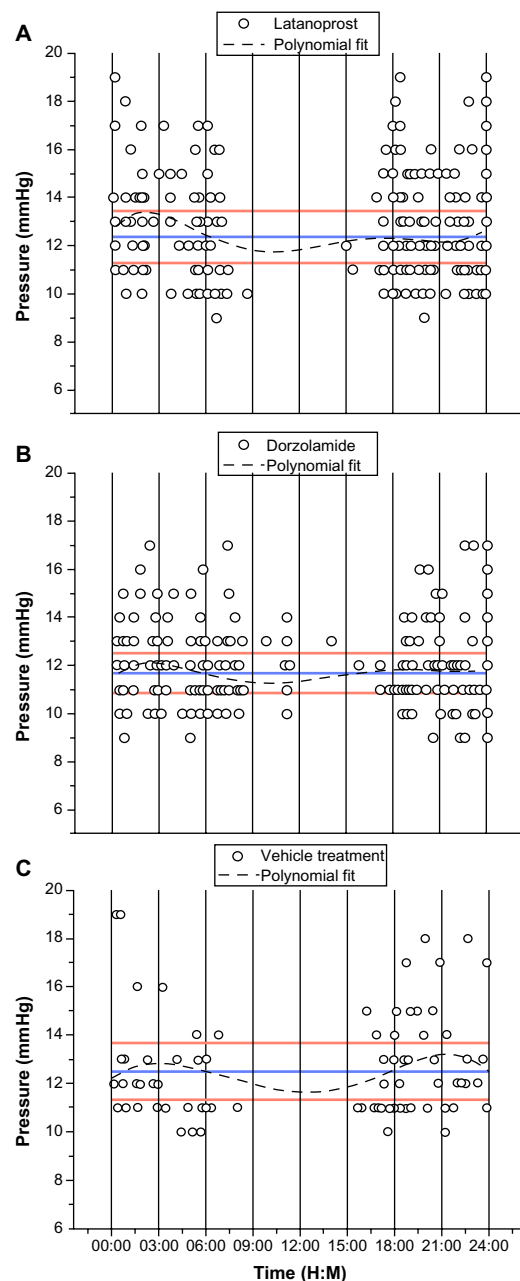 A
Latanoprost
Polynomial fit
20
18
16
14
12
10
8
6
Pressure (mmHg)
B
Dorzolamide
Polynomial fit
20
18
16
14
12
10
8
6
Pressure (mmHg)
C
Vehicle treatment
Polynomial fit
20
18
16
14
12
10
8
6
Pressure (mmHg)
00:00 03:00 06:00 09:00 12:00 15:00 18:00 21:00 24:00
Time (H:M)